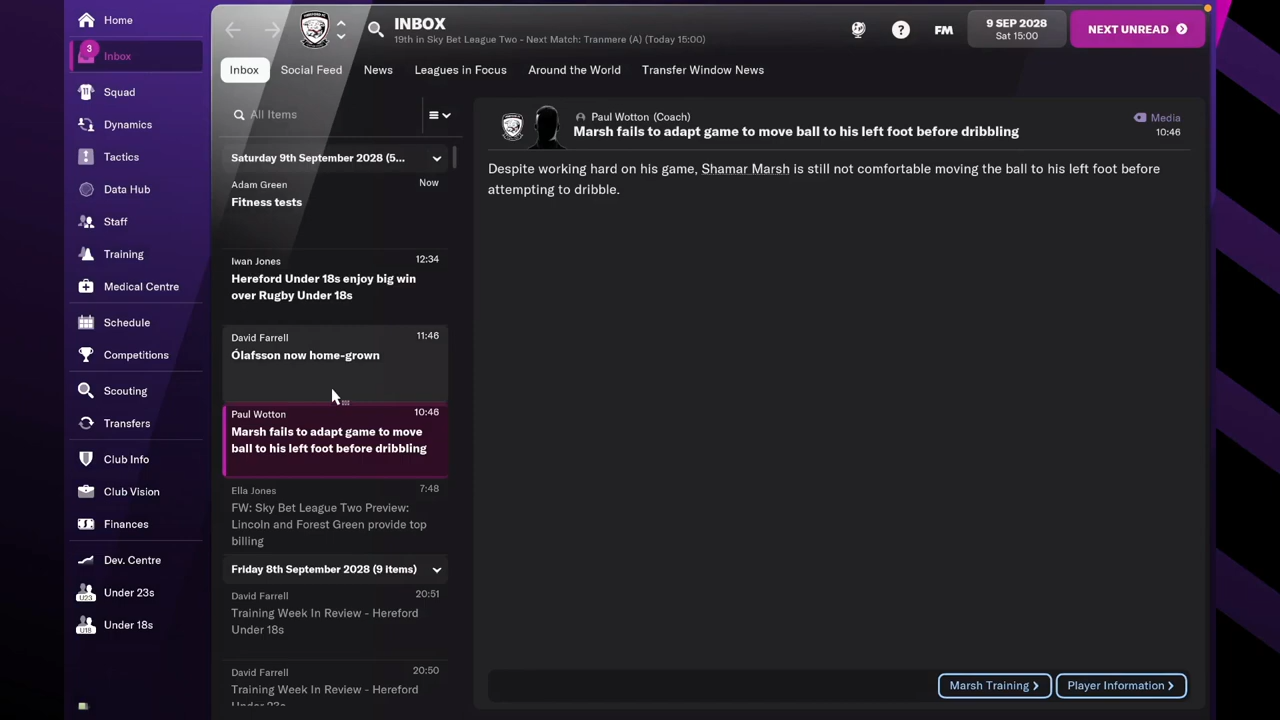 Home
3
Inbox
Squad
Dynamics
Tactics
Data Hub
Staff
Training
Medical Centre
Schedule
Competitions
Scouting
Transfers
Club Info
Club Vision
Finances
Dev. Centre
U23
Under 23s
U18
Under 18s
INBOX
19th in Sky Bet League Two - Next Match: Tranmere (A) (Today 15:00)
?
FM
9 SEP 2028
Sat 15:00
NEXT UNREAD
Inbox
Social Feed
News
Leagues in Focus
Around the World
Transfer Window News
All Items
Saturday 9th September 2028 (5...
Adam Green
Now
Fitness tests
Iwan Jones
12:34
Hereford Under 18s enjoy big win
over Rugby Under 18s
David Farrell
11:46
Ólafsson now home-grown
Paul Wotton
10:46
Marsh fails to adapt game to move
ball to his left foot before dribbling
Ella Jones
7:48
FW: Sky Bet League Two Preview:
Lincoln and Forest Green provide top
billing
Friday 8th September 2028 (9 items)
David Farrell
20:51
Training Week In Review - Hereford
Under 18s
David Farrell
20:50
Training Week In Review - Hereford
Under 23s
Paul Wotton (Coach)
Marsh fails to adapt game to move ball to his left foot before dribbling
Media
10:46
Despite working hard on his game, Shamar Marsh is still not comfortable moving the ball to his left foot before
attempting to dribble.
Marsh Training
Player Information